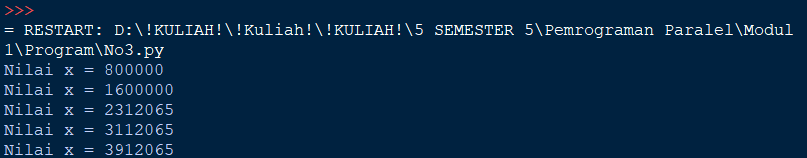 >>>
= RESTART: D:\!KULIAH!\!Kuliah!\!KULIAH!\5 SEMESTER 5\Pemrograman Paralel\Modul
1\Program\No3.py
Nilai x = 800000
Nilai x = 1600000
Nilai x = 2312065
Nilai x = 3112065
Nilai x = 3912065